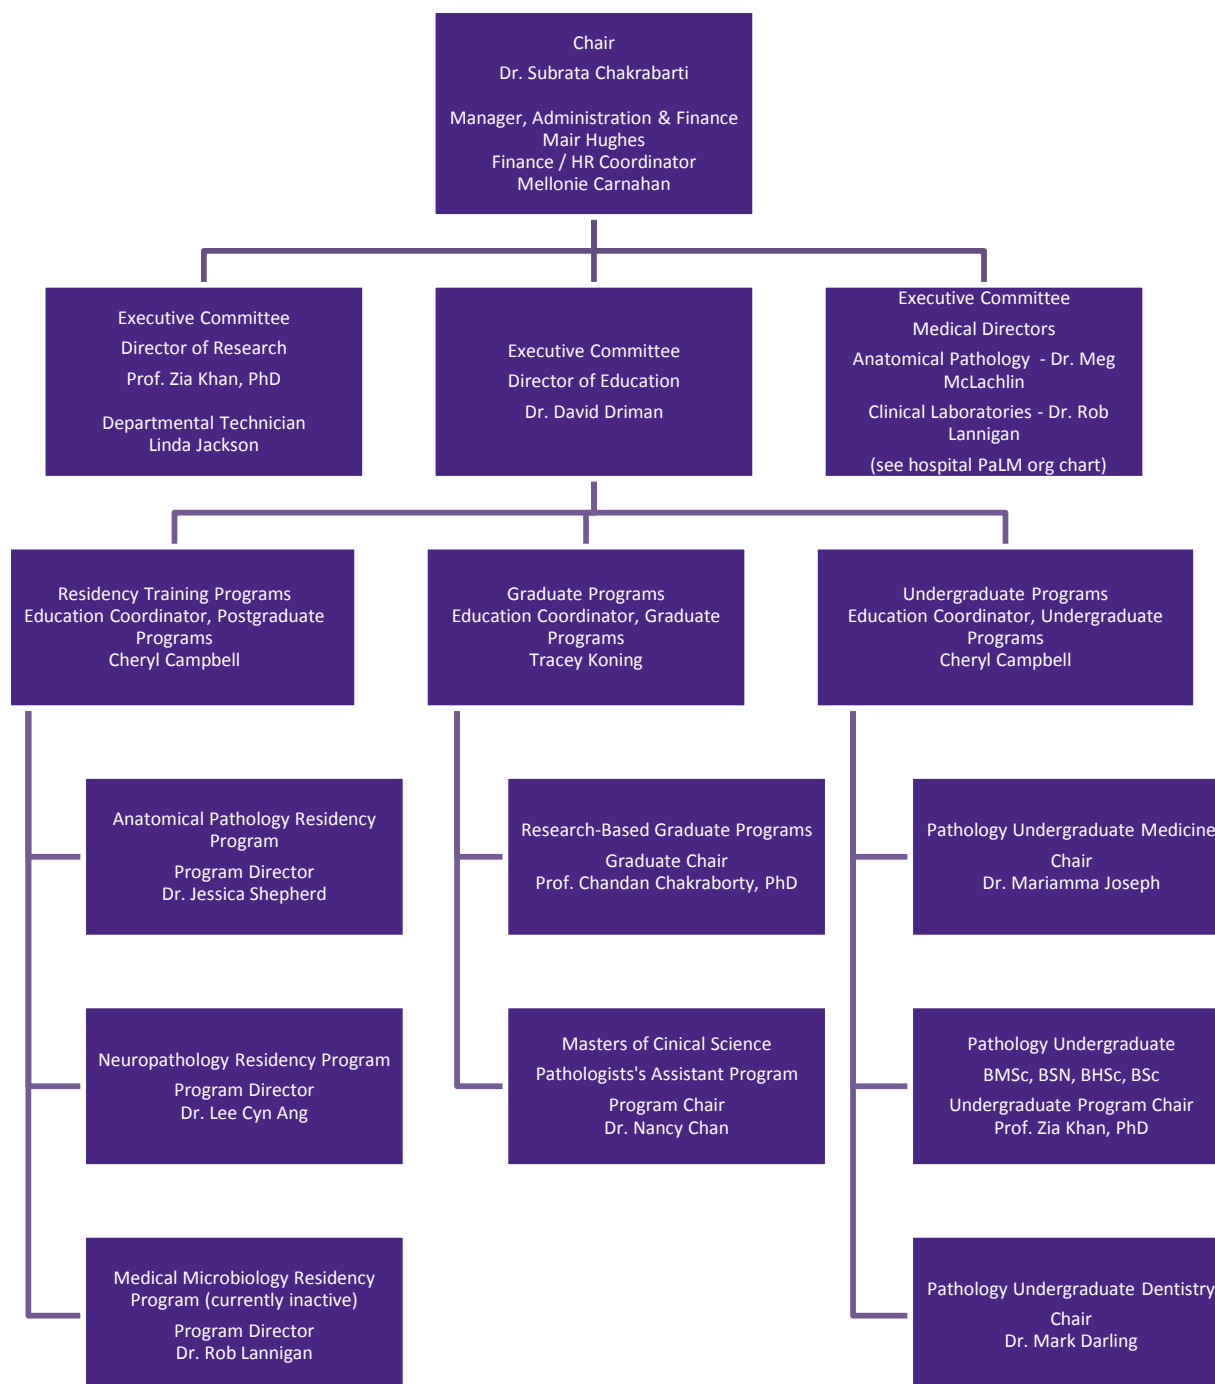 Chair
Dr. Subrata Chakrabarti
Manager, Administration & Finance
Mair Hughes
Finance / HR Coordinator
Mellonie Carnahan
Executive Committee
Director of Research
Prof. Zia Khan, PhD
Departmental Technician
Linda Jackson
Executive Committee
Director of Education
Dr. David Driman
Executive Committee
Medical Directors
Anatomical Pathology  - Dr. Meg
McLachlin
Clinical Laboratories - Dr. Rob
Lannigan
(see hospital PaLM org chart)
Residency Training Programs
Education Coordinator, Postgraduate
Programs
Cheryl Campbell
Graduate Programs
Education Coordinator, Graduate
Programs
Tracey Koning
Undergraduate Programs
Education Coordinator, Undergraduate
Programs
Cheryl Campbell
Anatomical Pathology Residency
Program
Program Director
Dr. Jessica Shepherd
Research-Based Graduate Programs
Graduate Chair
Prof. Chandan Chakraborty, PhD
Pathology Undergraduate Medicine
Chair
Dr. Mariamma Joseph
Neuropathology Residency Program
Program Director
Dr. Lee Cyn Ang
Masters of Cinical Science
Pathologists's Assistant Program
Program Chair
Dr. Nancy Chan
Pathology Undergraduate
BMSc, BSN, BHSc, BSc
Undergraduate Program Chair
Prof. Zia Khan, PhD
Medical Microbiology Residency
Program (currently inactive)
Program Director
Dr. Rob Lannigan
Pathology Undergraduate Dentistry
Chair
Dr. Mark Darling